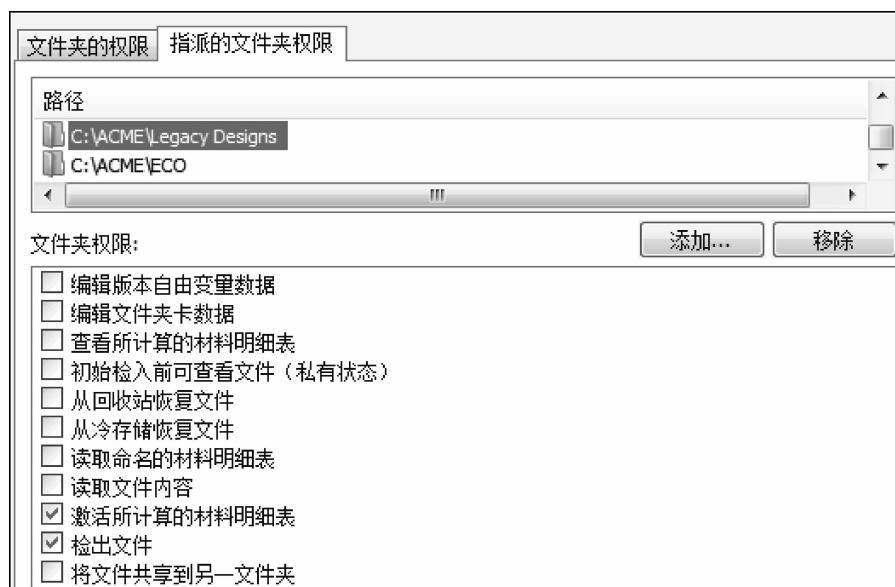 文件夹的权限 指派的文件夹权限
路径
C:\ACME\Legacy Designs
C:\ACME\ECO
文件夹权限:
添加... 移除
编辑版本自由变量数据
编辑文件夹卡数据
查看所计算的材料明细表
初始检入前可查看文件（私有状态）
从回收站恢复文件
从冷存储恢复文件
读取命名的材料明细表
读取文件内容
激活所计算的材料明细表
检出文件
将文件共享到另一文件夹